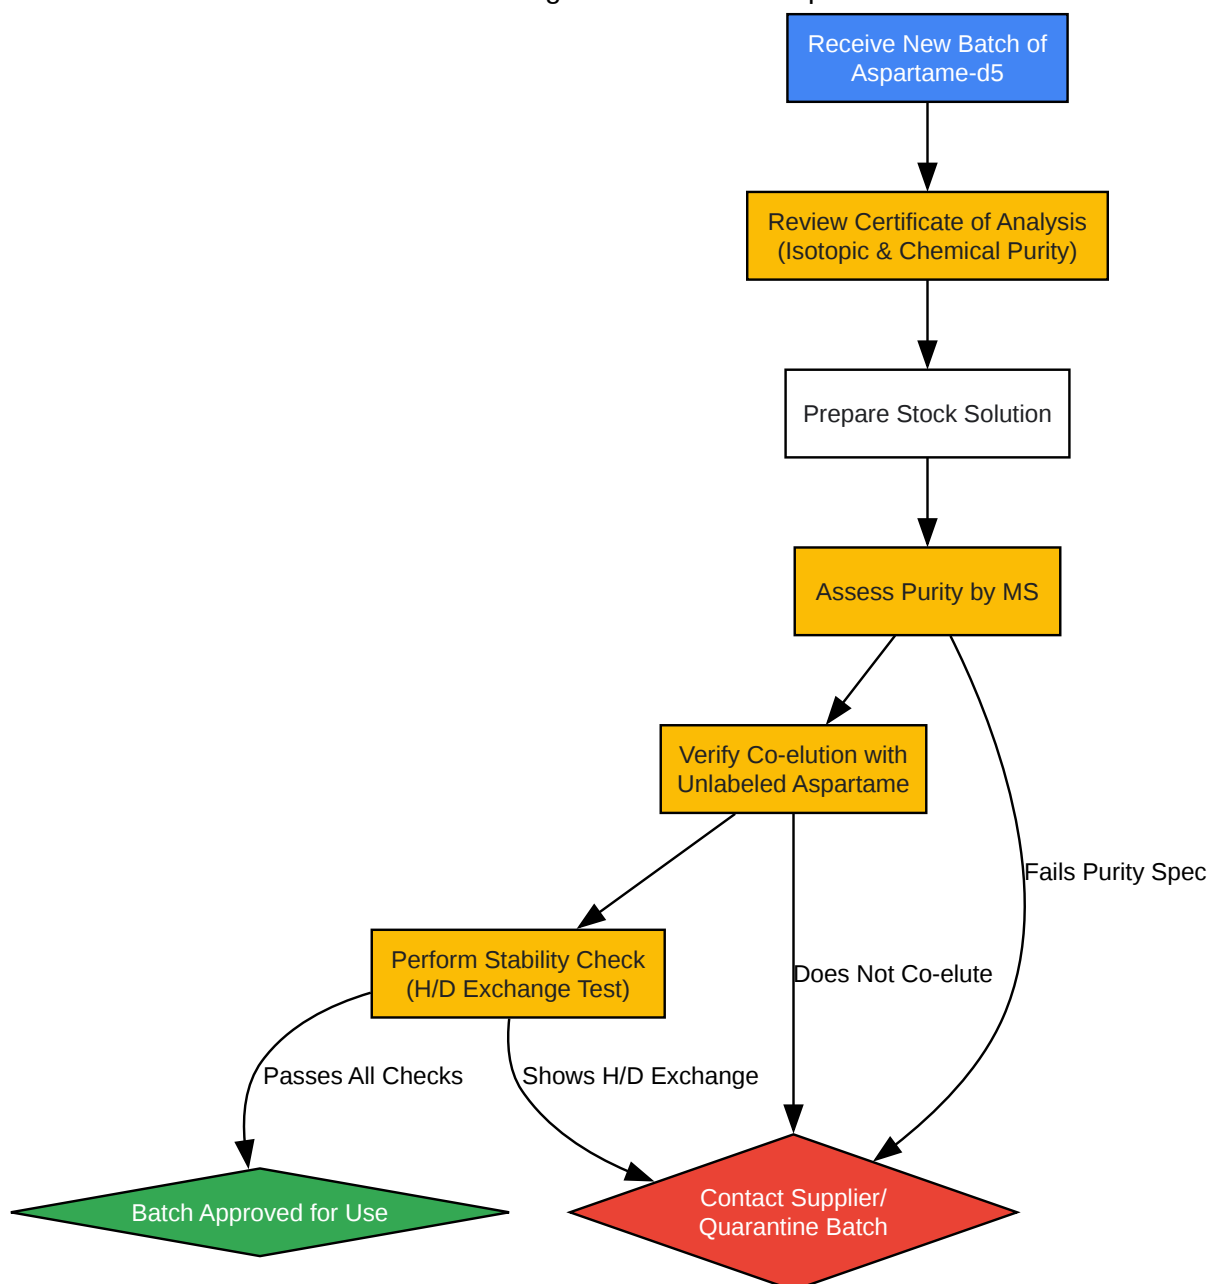 Receive New Batch of
Aspartame-d5
Review Certificate of Analysis
(Isotopic & Chemical Purity)
Prepare Stock Solution
Assess Purity by MS
Verify Co-elution with
Unlabeled Aspartame
Fails Purity Spec
Perform Stability Check
(H/D Exchange Test)
Does Not Co-elute
Passes All Checks
Shows H/D Exchange
Contact Supplier/
Quarantine Batch
Batch Approved for Use